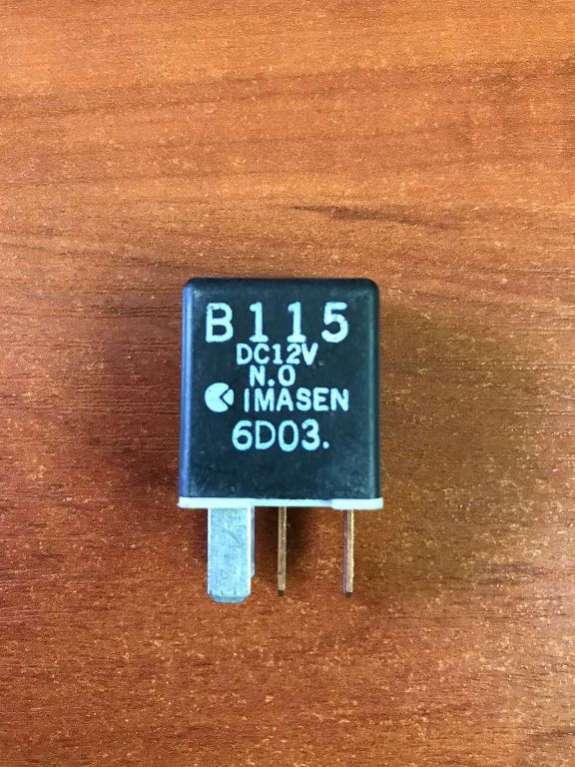 B115
DC12V
N.O
IMASEN
6D03.